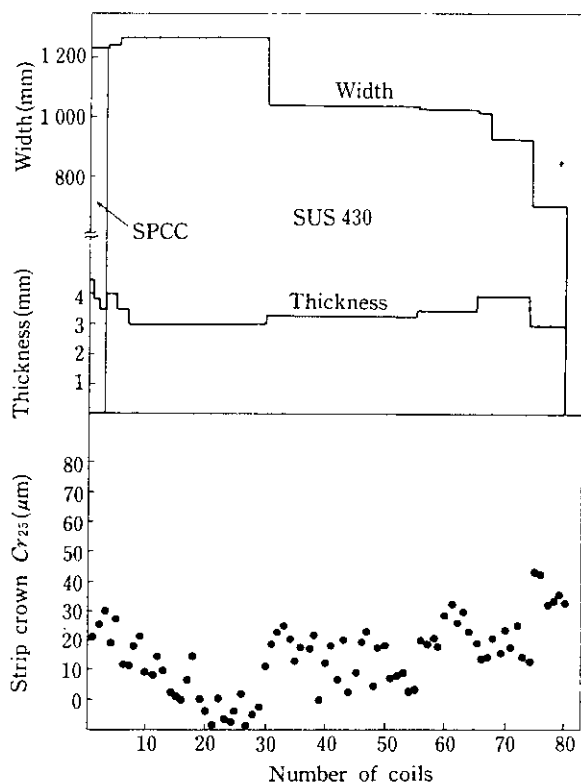 1 200
1 000
800
Width(mm)
Width
SPCC
SUS 430
4
3
2
1
Thickness(mm)
Thickness
80
70
60
50
40
30
20
10
0
Strip crown Cr25(μm)
10 20 30 40 50 60 70 80
Number of coils